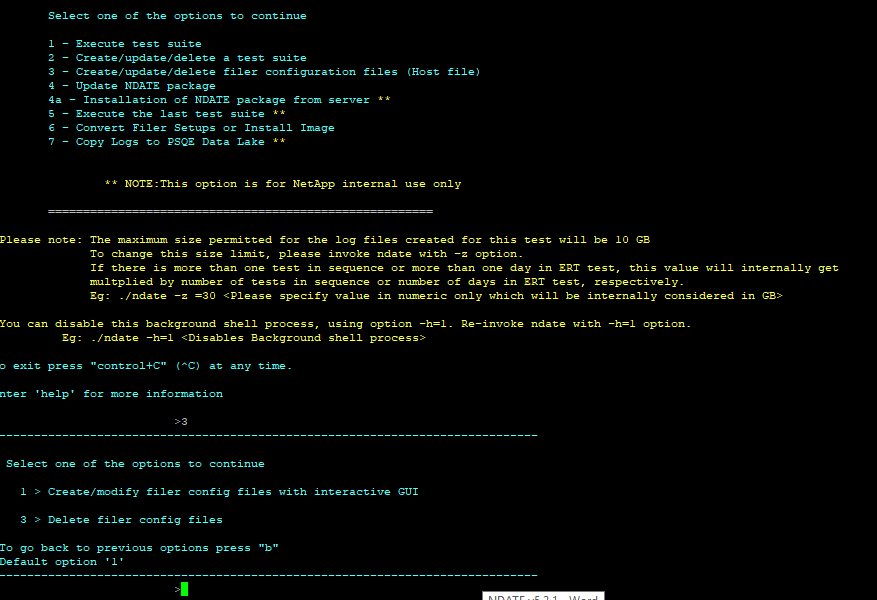 Select one of the options to continue
1 - Execute test suite
2 - Create/update/delete a test suite
3 - Create/update/delete filer configuration files (Host file)
4 - Update NDATE package
4a - Installation of NDATE package from server **
5 - Execute the last test suite **
6 - Convert Filer Setups or Install Image
7 - Copy Logs to PSQE Data Lake **
** NOTE:This option is for NetApp internal use only
=======================================================
Please note: The maximum size permitted for the log files created for this test will be 10 GB
To change this size limit, please invoke ndate with -z option.
If there is more than one test in sequence or more than one day in ERT test, this value will internally get
multplied by number of tests in sequence or number of days in ERT test, respectively.
Eg: ./ndate -z =30 <Please specify value in numeric only which will be internally considered in GB>
You can disable this background shell process, using option -h=1. Re-invoke ndate with -h=1 option.
Eg: ./ndate -h=1 <Disables Background shell process>
o exit press "control+C" (^C) at any time.
nter 'help' for more information
>3
-----------------------------------------------------------------------------
Select one of the options to continue
1 > Create/modify filer config files with interactive GUI
3 > Delete filer config files
To go back to previous options press "b"
Default option '1'
-----------------------------------------------------------------------------
>
NDATE v5.2.1 - Word